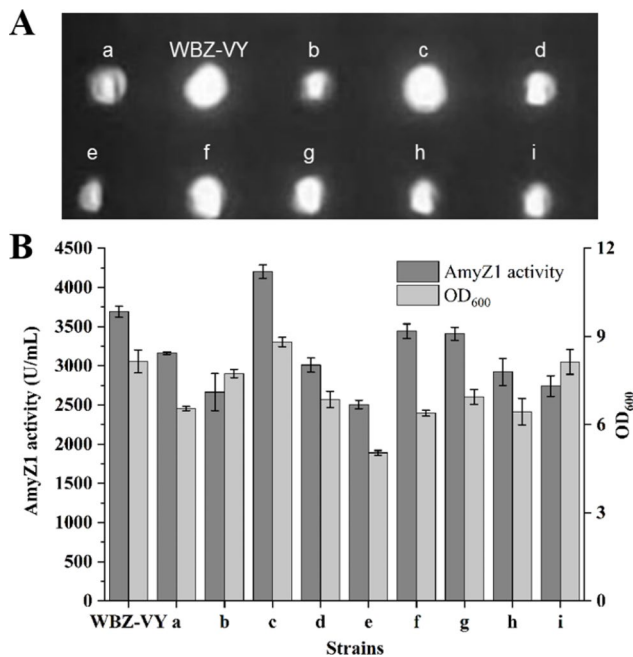 A
a WBZ-VY b c d
e f g h i
B
4500 12
4000
3500 9
3000
2500
2000 6
1500
1000 3
500
0 0
AmyZ1 activity (U/mL)
AmyZ1 activity
OD600
OD600
WBZ-VY a b c d e f g h i
Strains